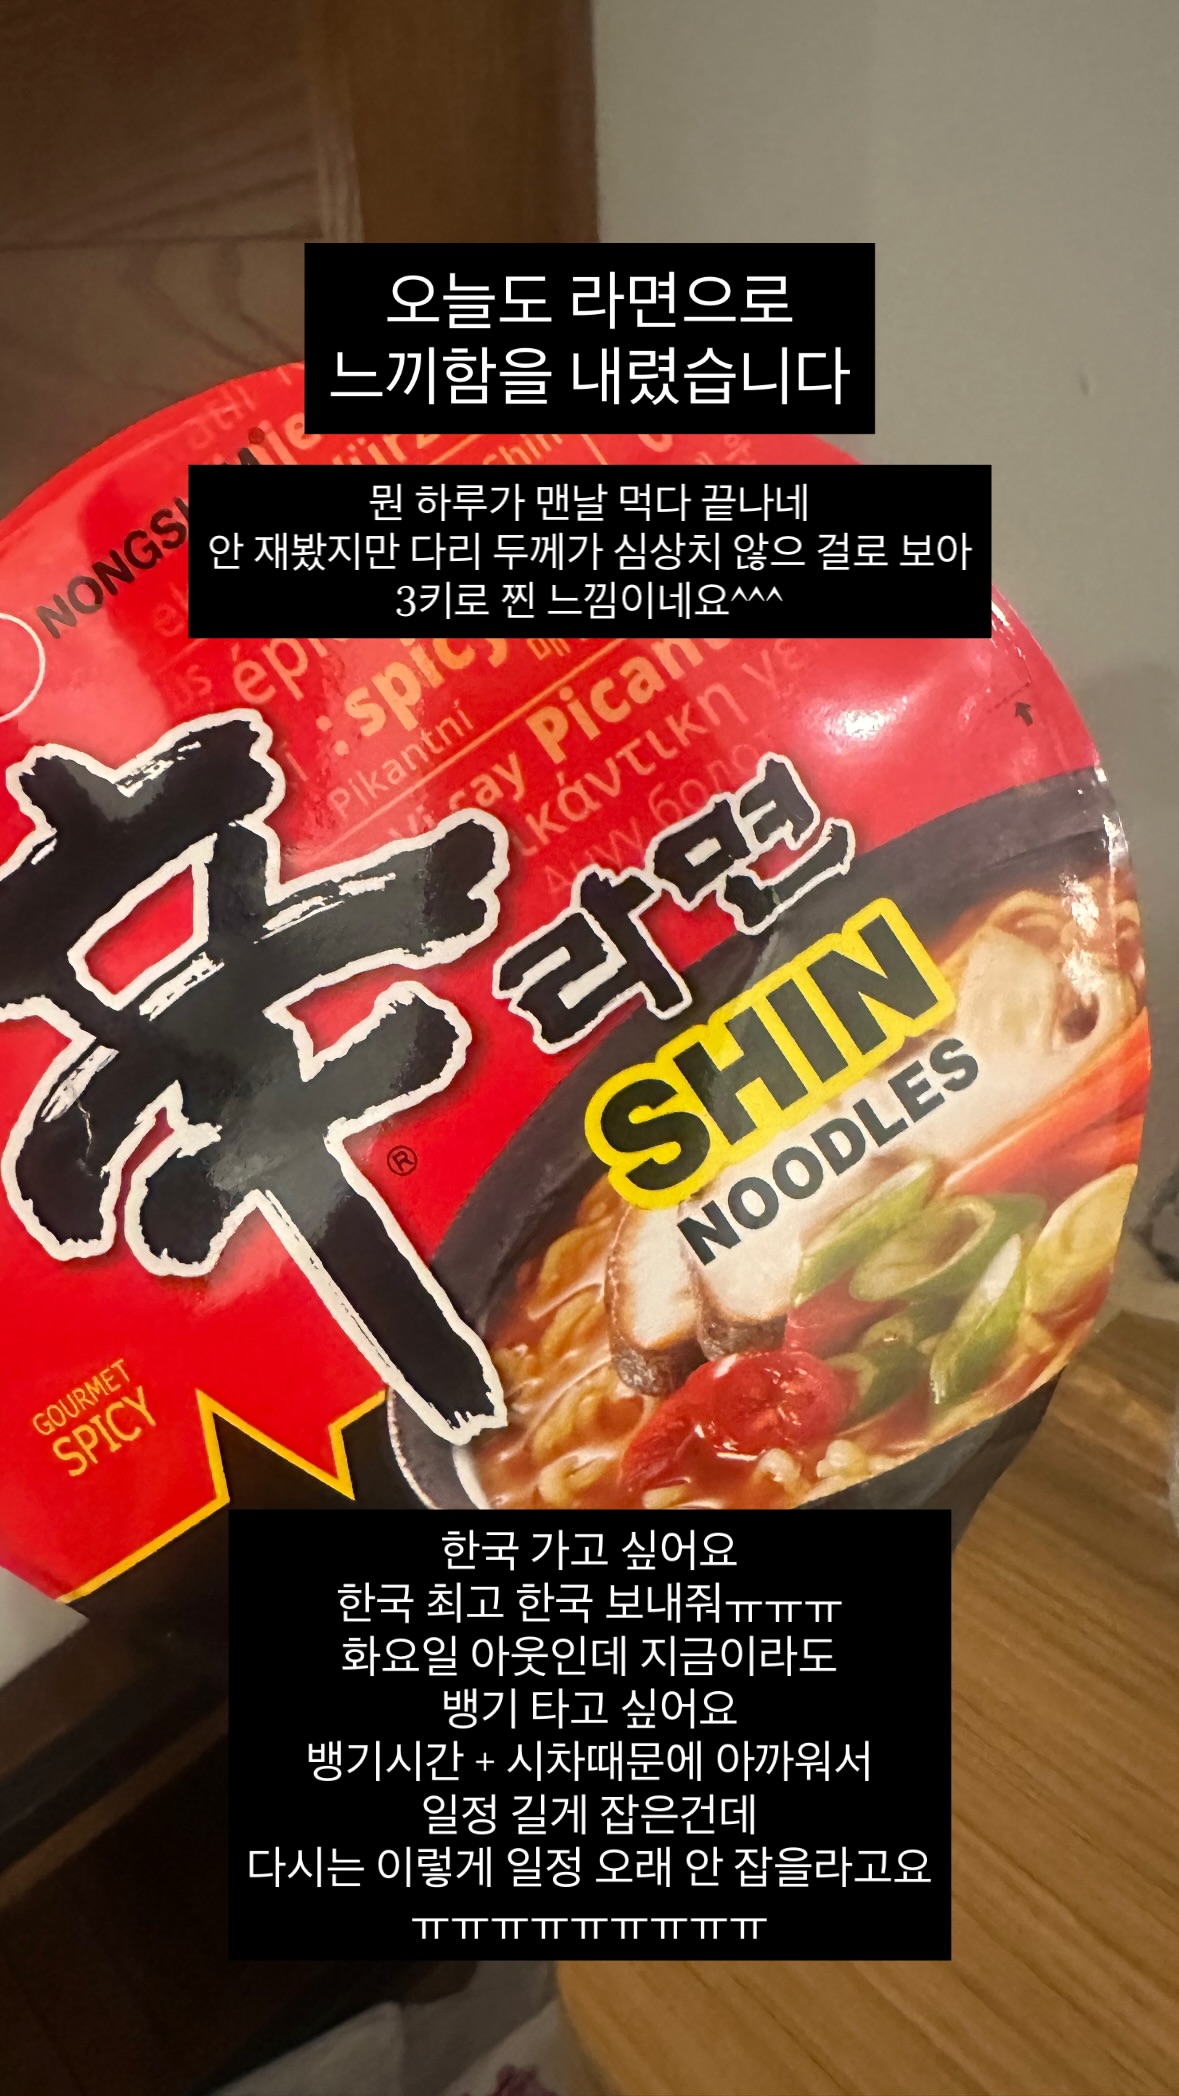 오늘도 라면으로
느끼함을 내렸습니다
뭔 하루가 맨날 먹다 끝나네
안 재봤지만 다리 두께가 심상치 않으 걸로 보아
3키로 찐 느낌이네요^^^
NONGSHIM
épi
:spicy
Pikantní
Picant
辛
라면
SHIN
NOODLES
®
GOURMET
SPICY
한국 가고 싶어요
한국 최고 한국 보내줘ㅠㅠㅠ
화요일 아웃인데 지금이라도
뱅기 타고 싶어요
뱅기시간 + 시차때문에 아까워서
일정 길게 잡은건데
다시는 이렇게 일정 오래 안 잡을라고요
ㅠㅠㅠㅠㅠㅠㅠㅠㅠ